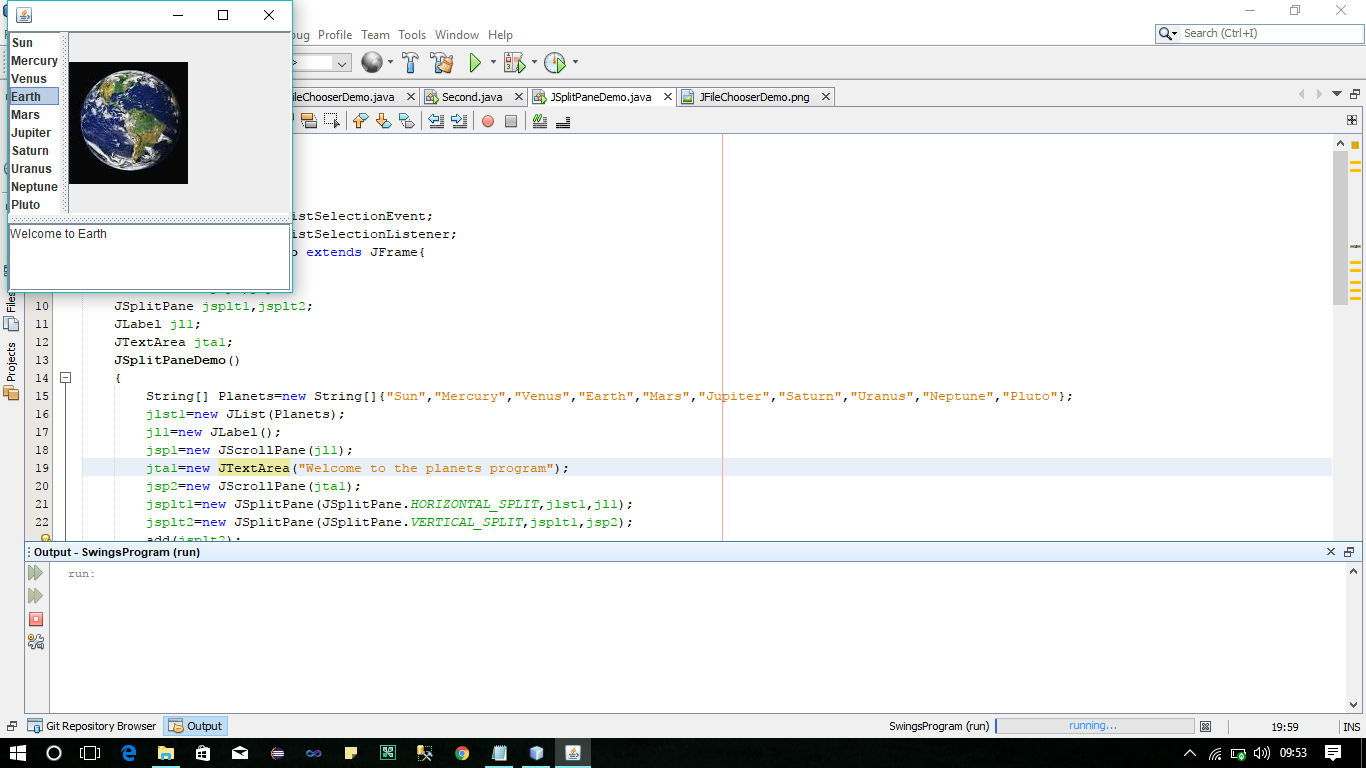 ug Profile Team Tools Window Help
Search (Ctrl+I)
Sun
Mercury
Venus
Earth
Mars
Jupiter
Saturn
Uranus
Neptune
Pluto
Welcome to Earth
ileChooserDemo.java
Second.java
JSplitPaneDemo.java
JFileChooserDemo.png
istSelectionEvent;
istSelectionListener;
o extends JFrame{
10 JSplitPane jsplt1,jsplt2;
11 JLabel jl1;
12 JTextArea jta1;
13 JSplitPaneDemo()
14 {
15 String[] Planets=new String[]{"Sun","Mercury","Venus","Earth","Mars","Jupiter","Saturn","Uranus","Neptune","Pluto"};
16 jlst1=new JList(Planets);
17 jl1=new JLabel();
18 jsp1=new JScrollPane(jl1);
19 jta1=new JTextArea("Welcome to the planets program");
20 jsp2=new JScrollPane(jta1);
21 jsplt1=new JSplitPane(JSplitPane.HORIZONTAL_SPLIT,jlst1,jl1);
22 jsplt2=new JSplitPane(JSplitPane.VERTICAL_SPLIT,jsplt1,jsp2);
add(jsplt2);
Files
Projects
Output - SwingsProgram (run)
run:
Git Repository Browser
Output
SwingsProgram (run)
running...
19:59
INS
09:53